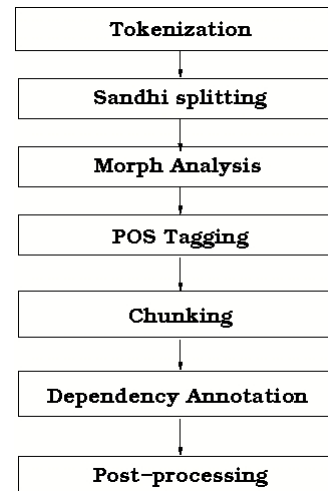 Tokenization
Sandhi splitting
Morph Analysis
POS Tagging
Chunking
Dependency Annotation
Post-processing